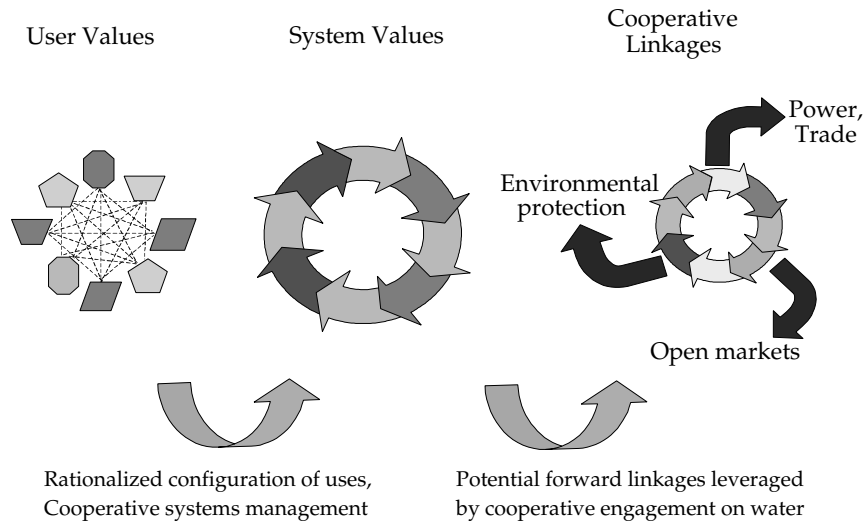 User Values
System Values
Cooperative
Linkages
Power,
Trade
Environmental
protection
Open markets
Rationalized configuration of uses,
Cooperative systems management
Potential forward linkages leveraged
by cooperative engagement on water